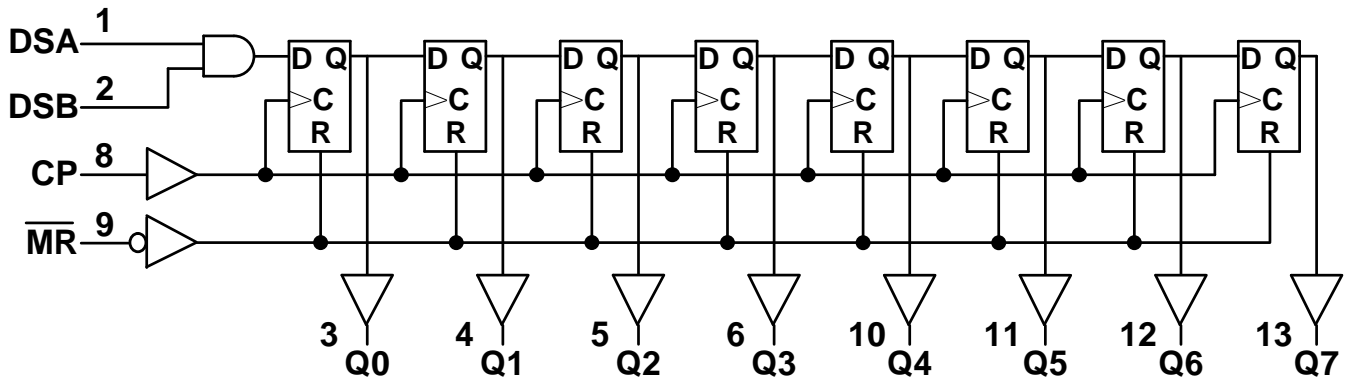 1
DSA
2
DSB
D Q D Q D Q D Q D Q D Q D Q D Q
C C C C C C C C
R R R R R R R R
8
CP
9
M̅R̅
3 4 5 6 10 11 12 13
Q0 Q1 Q2 Q3 Q4 Q5 Q6 Q7